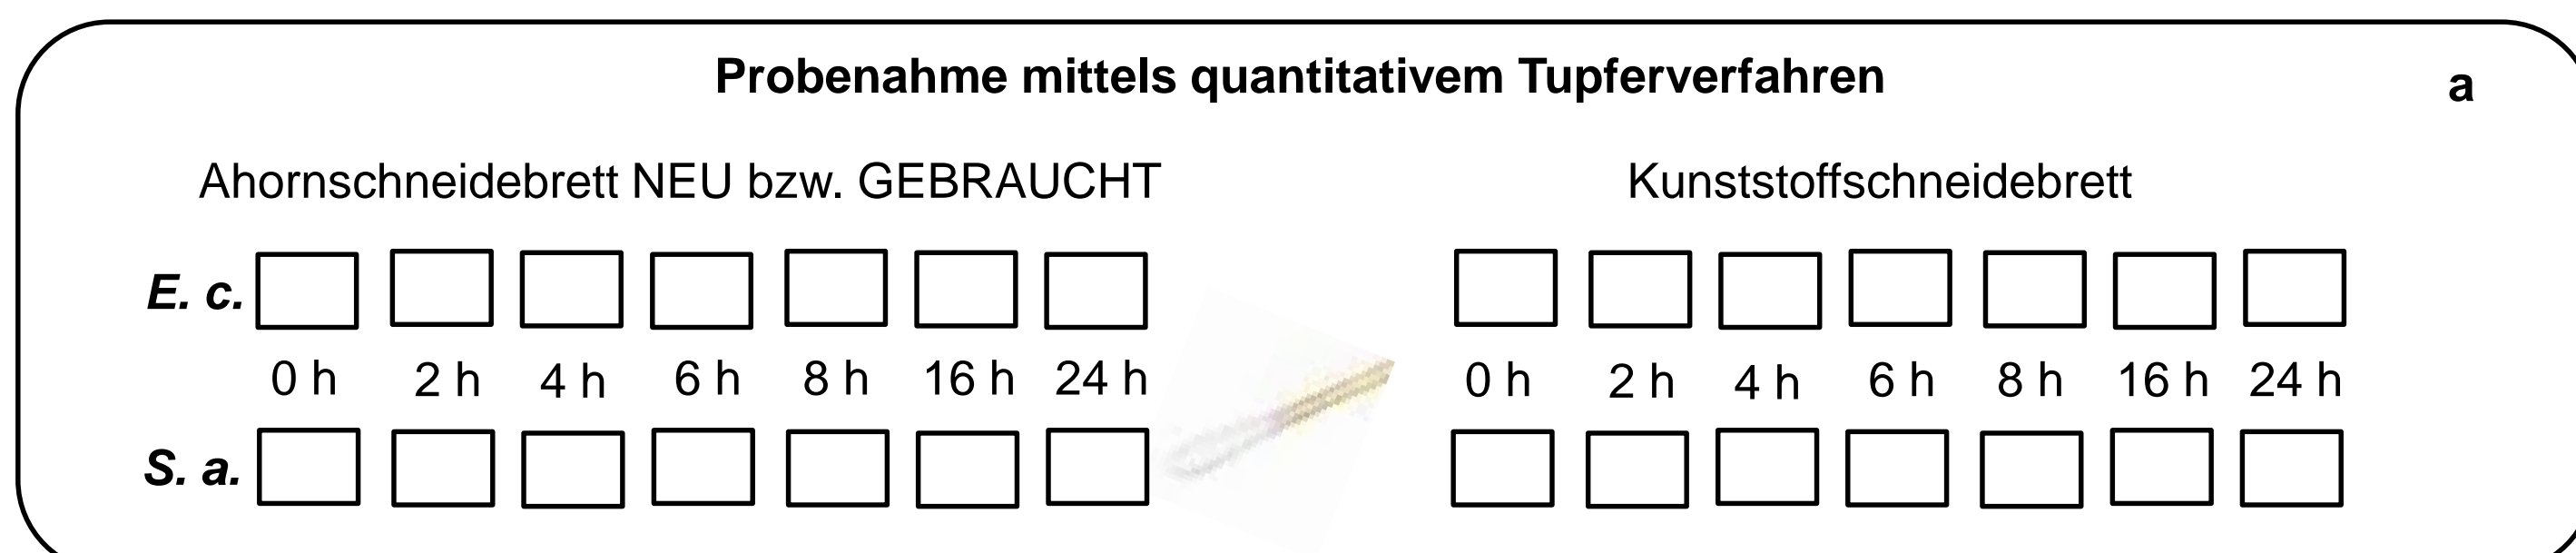 Probenahme mittels quantitativem Tupferverfahren
a
Ahornschneidebrett NEU bzw. GEBRAUCHT
Kunststoffschneidebrett
E. c.
0 h 2 h 4 h 6 h 8 h 16 h 24 h
0 h 2 h 4 h 6 h 8 h 16 h 24 h
S. a.